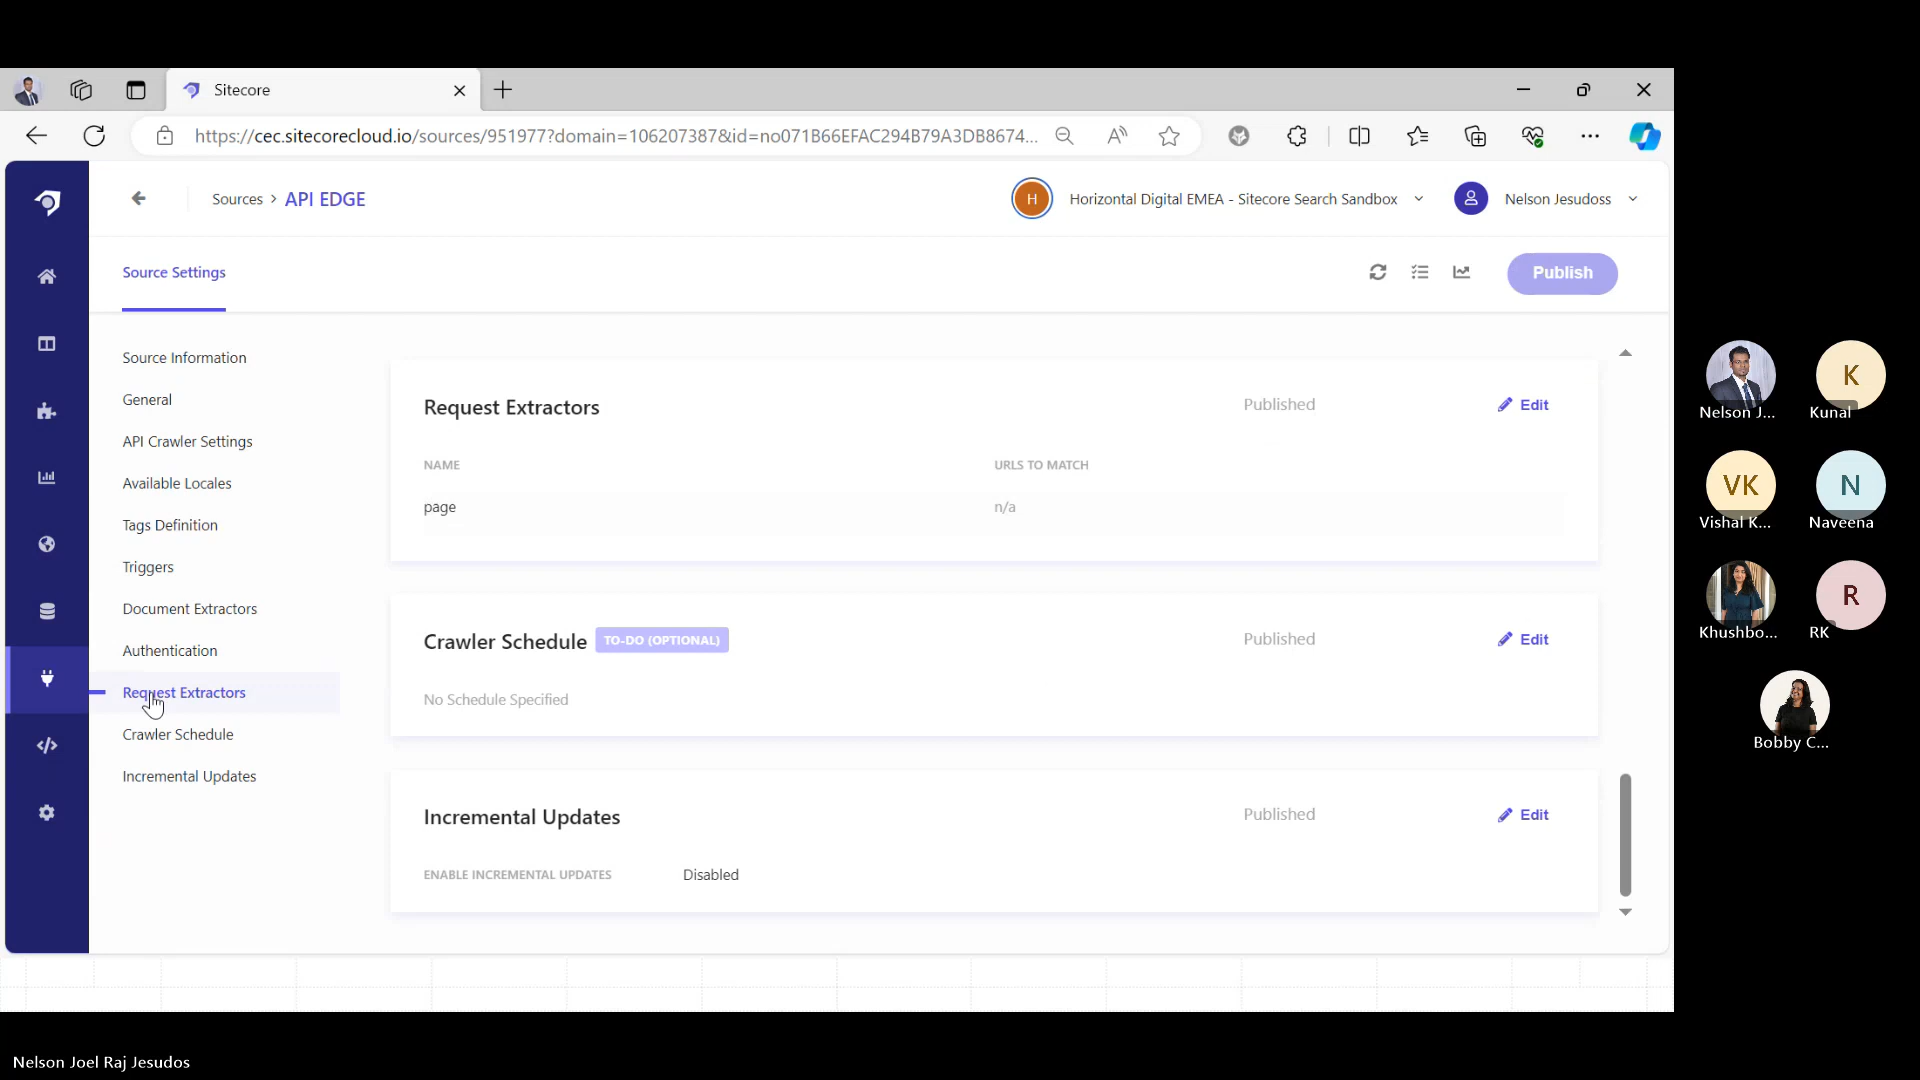 Sitecore
https://cec.sitecorecloud.io/sources/951977?domain=106207387&id=no071B66EFAC294B79A3DB8674...
Sources > API EDGE
H
Horizontal Digital EMEA - Sitecore Search Sandbox
Nelson Jesudoss
Source Settings
Publish
Source Information
General
API Crawler Settings
Available Locales
Tags Definition
Triggers
Document Extractors
Authentication
Request Extractors
Crawler Schedule
Incremental Updates
Request Extractors
Published
Edit
NAME
URLS TO MATCH
page
n/a
Crawler Schedule
TO-DO (OPTIONAL)
Published
Edit
No Schedule Specified
Incremental Updates
Published
Edit
ENABLE INCREMENTAL UPDATES
Disabled
Nelson J...
K
Kunal
VK
Vishal K...
N
Naveena
Khushbo...
R
RK
Bobby C...
Nelson Joel Raj Jesudos